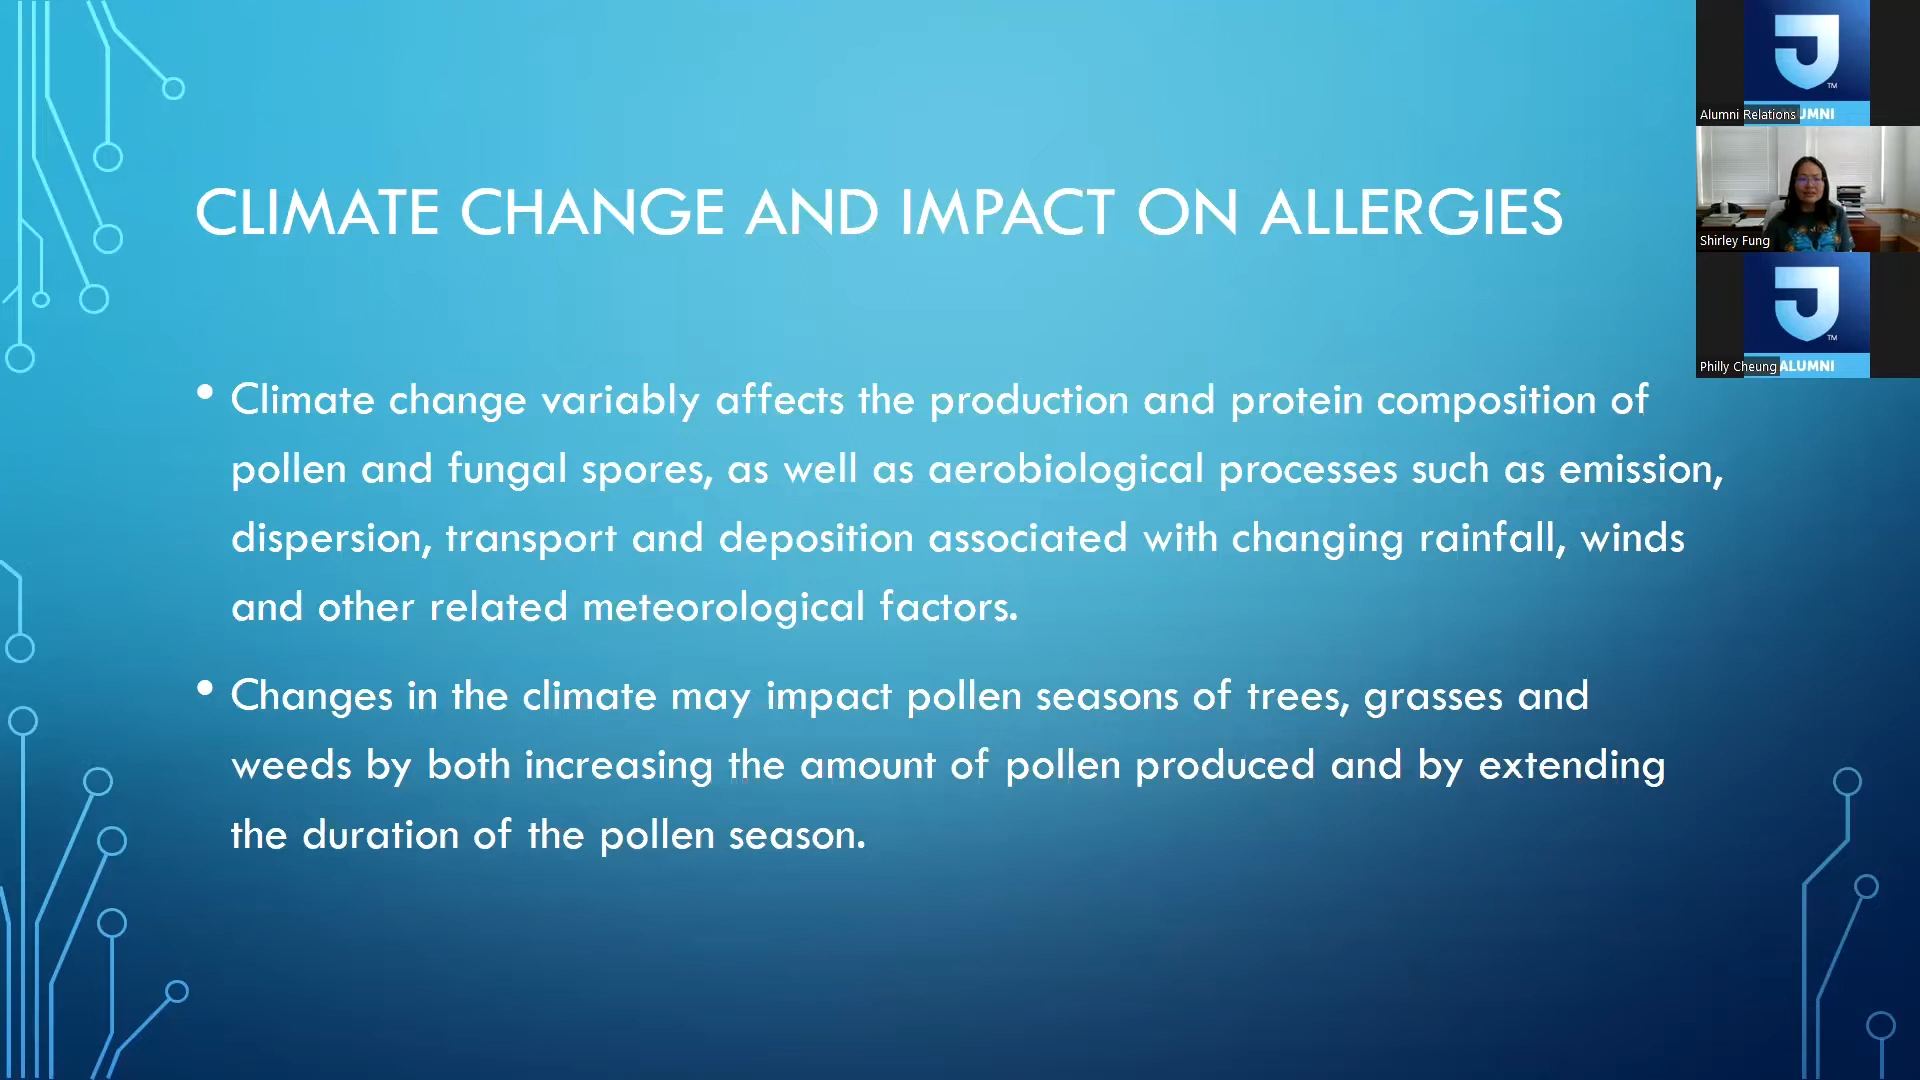 CLIMATE CHANGE AND IMPACT ON ALLERGIES
• Climate change variably affects the production and protein composition of
pollen and fungal spores, as well as aerobiological processes such as emission,
dispersion, transport and deposition associated with changing rainfall, winds
and other related meteorological factors.
• Changes in the climate may impact pollen seasons of trees, grasses and
weeds by both increasing the amount of pollen produced and by extending
the duration of the pollen season.
J
TM
Alumni Relations UMNI
Shirley Fung
J
TM
Philly Cheung ALUMNI